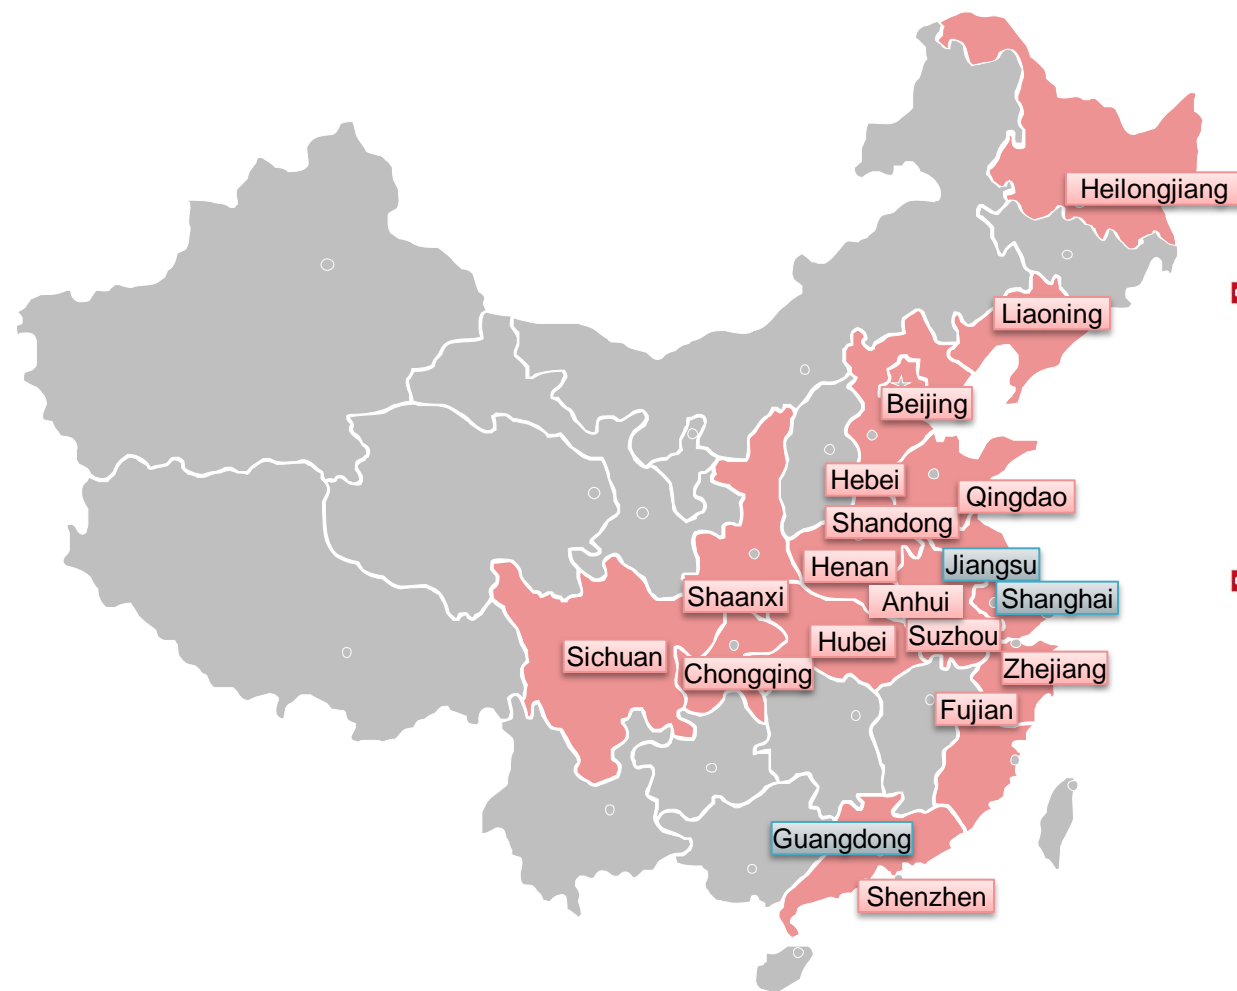 Heilongjiang
Liaoning
Beijing
Hebei
Qingdao
Shandong
Henan
Jiangsu
Shaanxi
Anhui
Shanghai
Sichuan
Hubei
Suzhou
Chongqing
Zhejiang
Fujian
Guangdong
Shenzhen